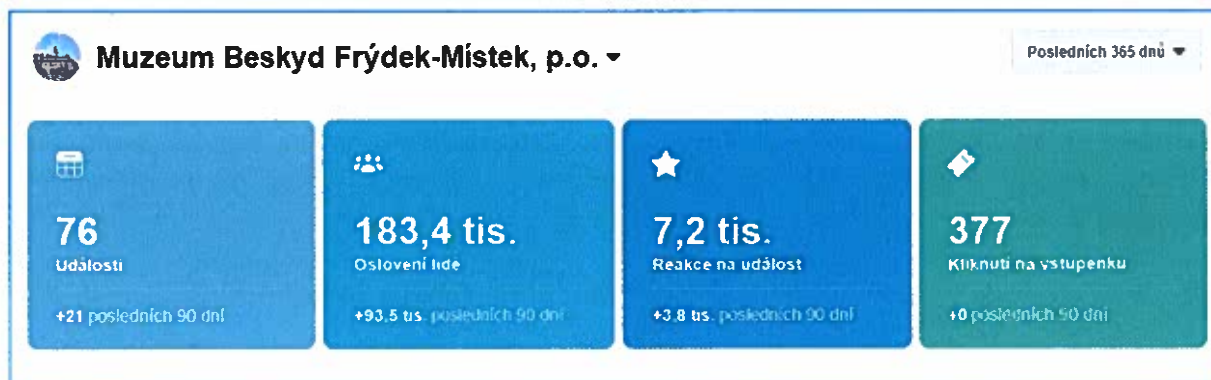 Muzeum Beskyd Frýdek-Místek, p.o.
Posledních 365 dnů
76
Události
+21 posledních 90 dní
183,4 tis.
Oslovení lidé
+93,5 tis. posledních 90 dní
7,2 tis.
Reakce na událost
+3,8 tis. posledních 90 dní
377
Kliknutí na vstupenku
+0 posledních 90 dní